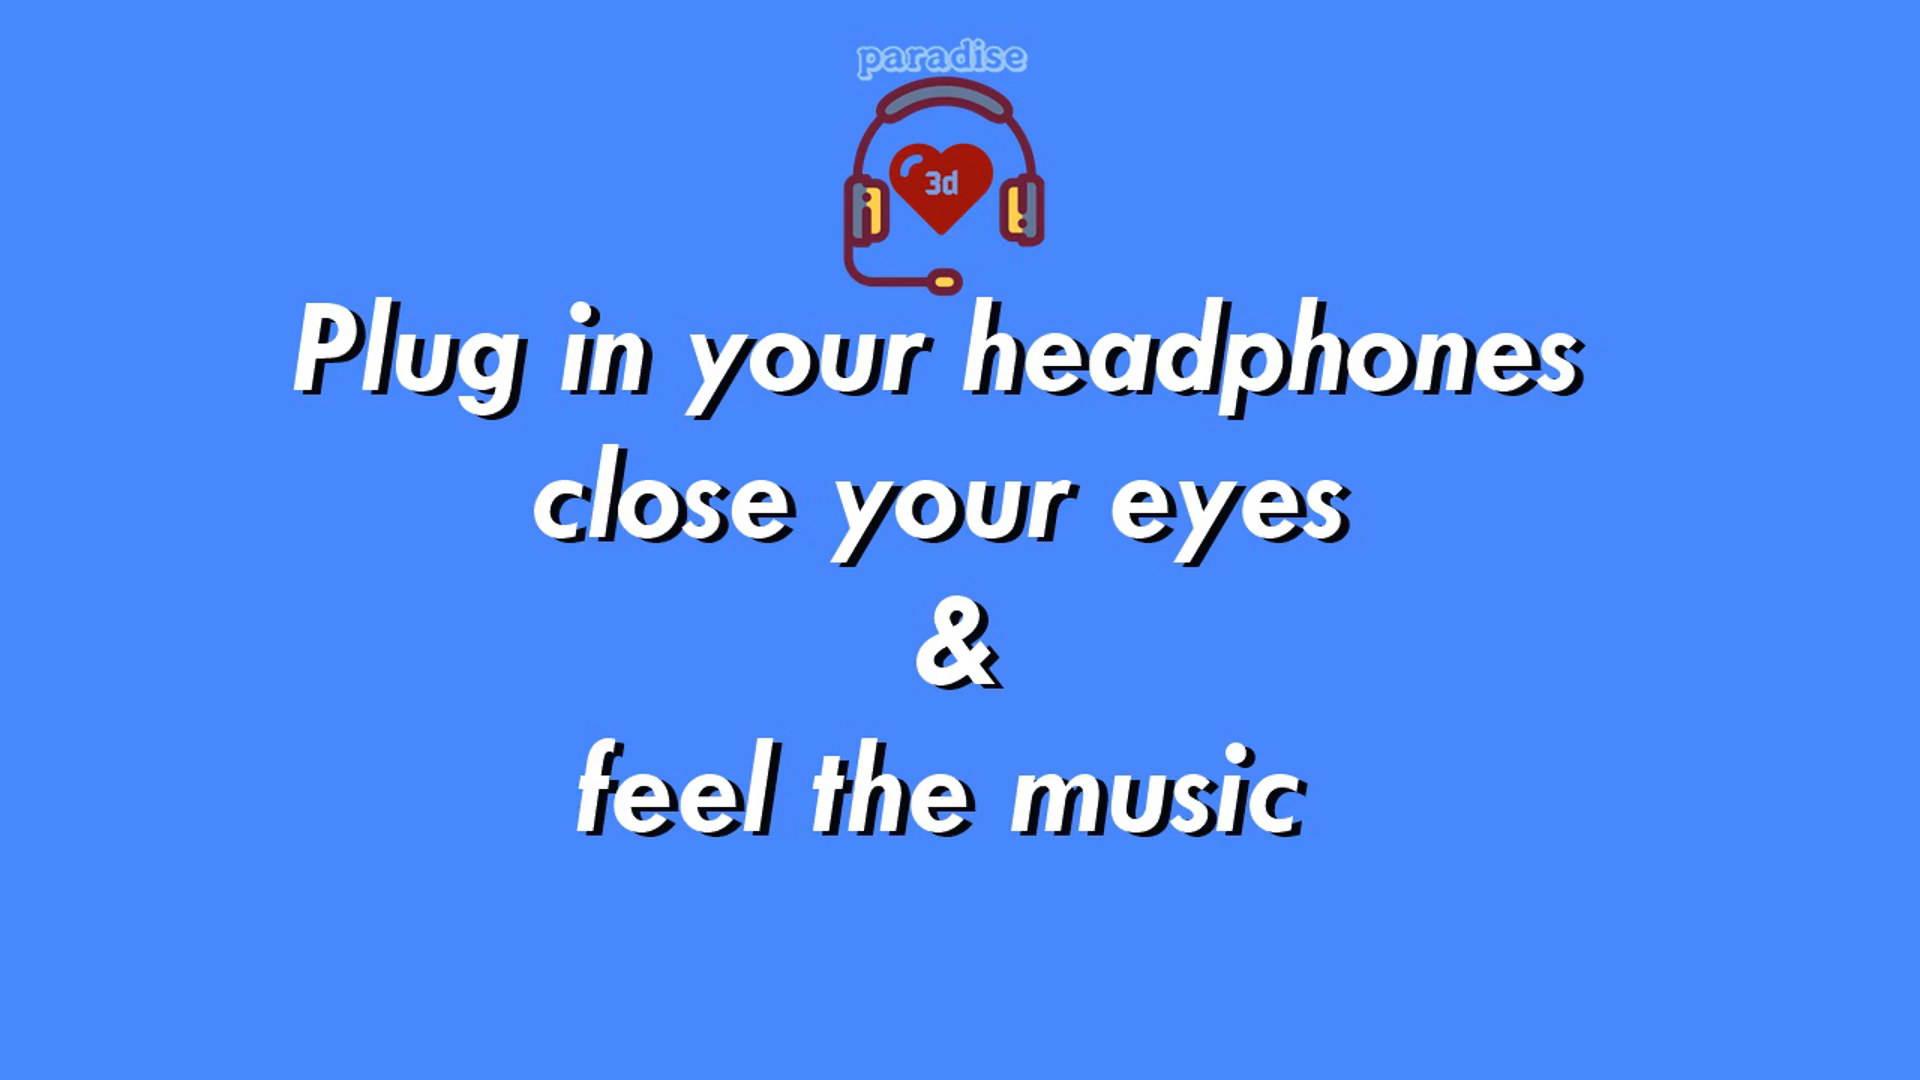 paradise
3d
Plug in your headphones
close your eyes
&
feel the music